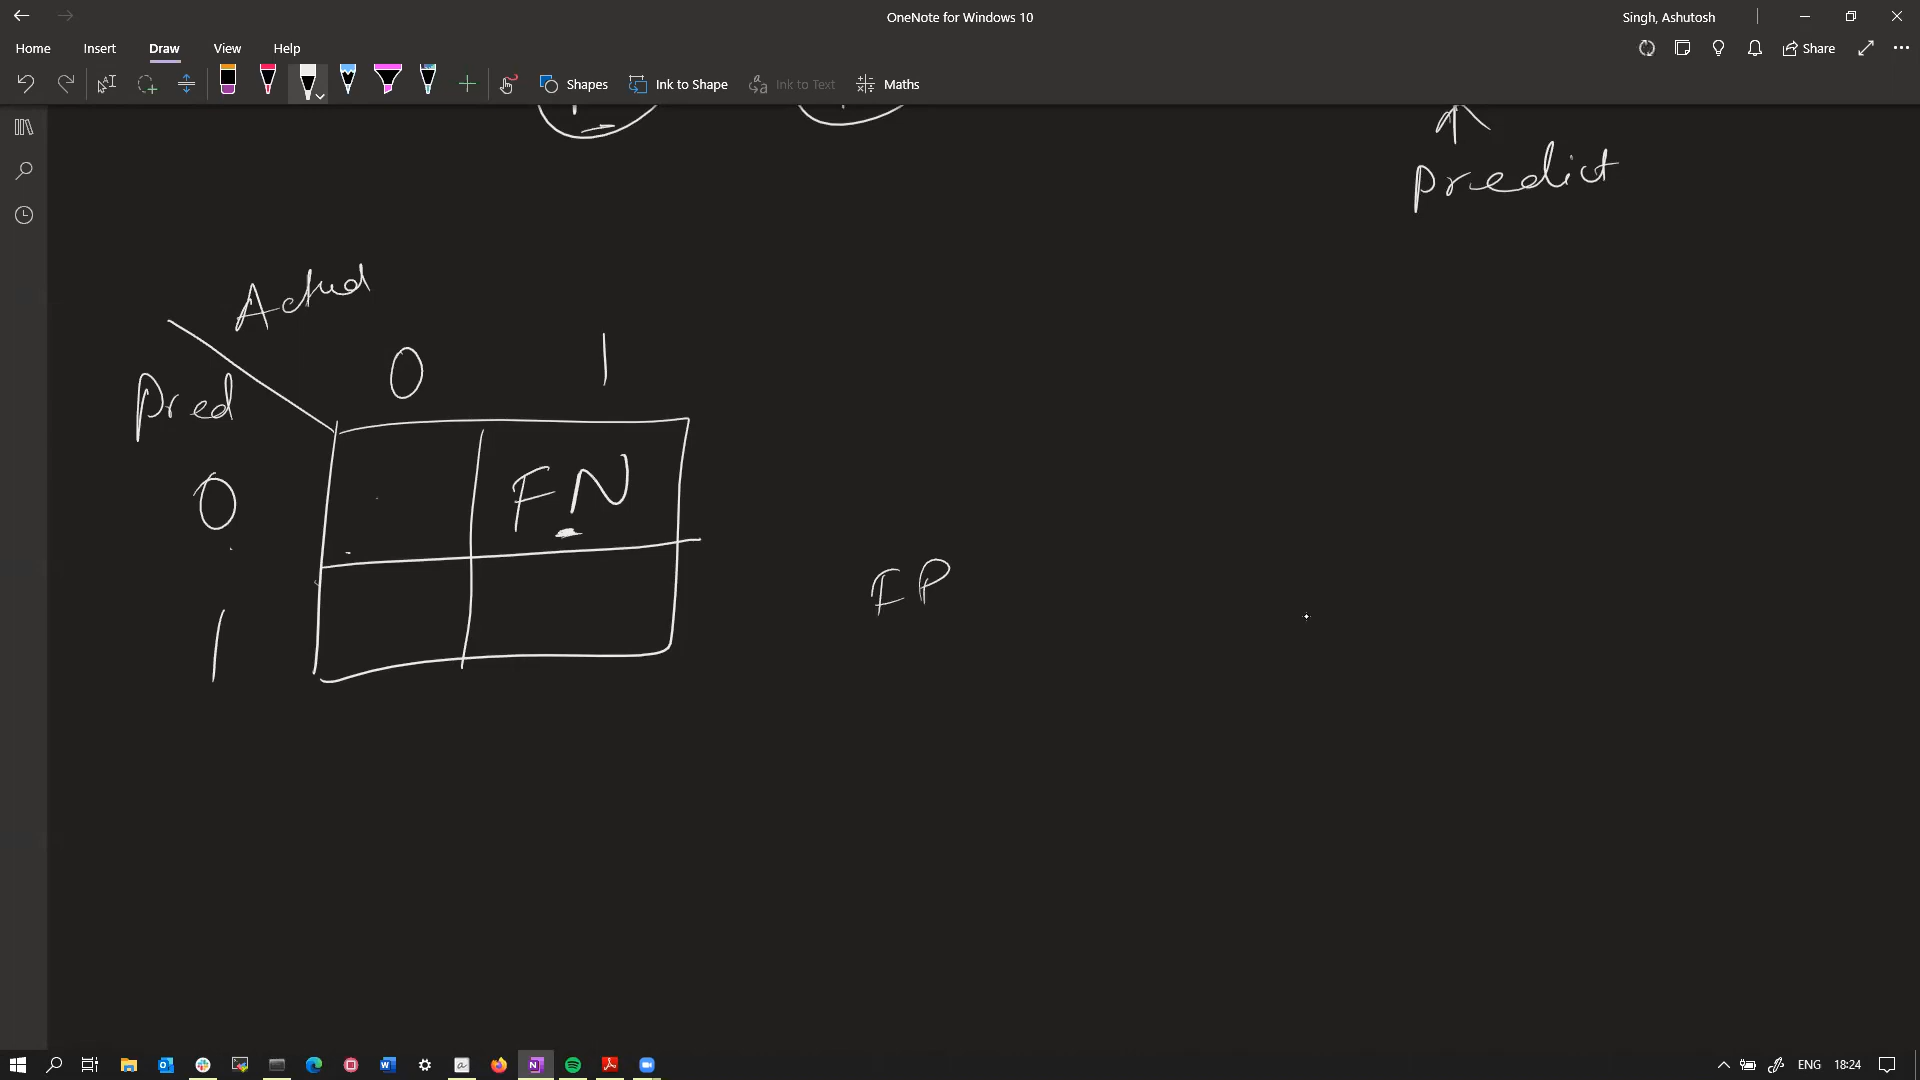 OneNote for Windows 10
Singh, Ashutosh
Home Insert Draw View Help
Share
Shapes Ink to Shape Ink to Text Maths
predict
Actual
0 1
Pred
0 FN
FP
1
ENG 18:24